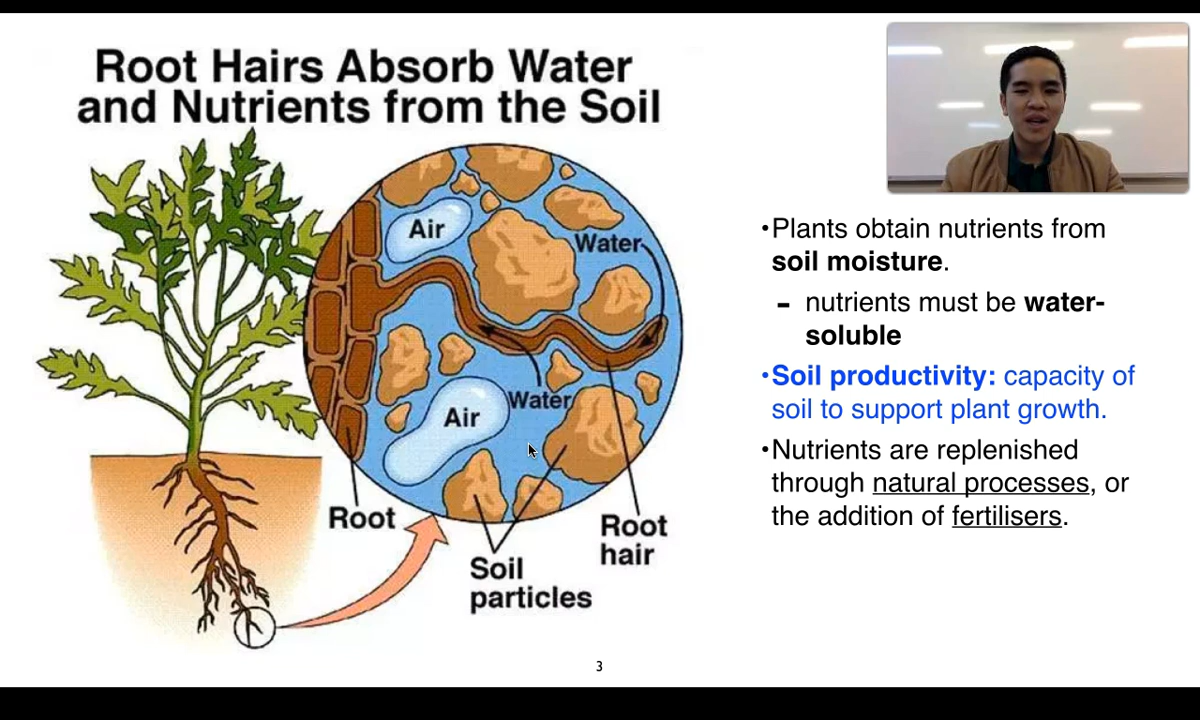 Root Hairs Absorb Water
and Nutrients from the Soil
Air
Water
Water
Air
Root
Root
hair
Soil
particles
•Plants obtain nutrients from
soil moisture.
- nutrients must be water-
soluble
•Soil productivity: capacity of
soil to support plant growth.
•Nutrients are replenished
through natural processes, or
the addition of fertilisers.
3